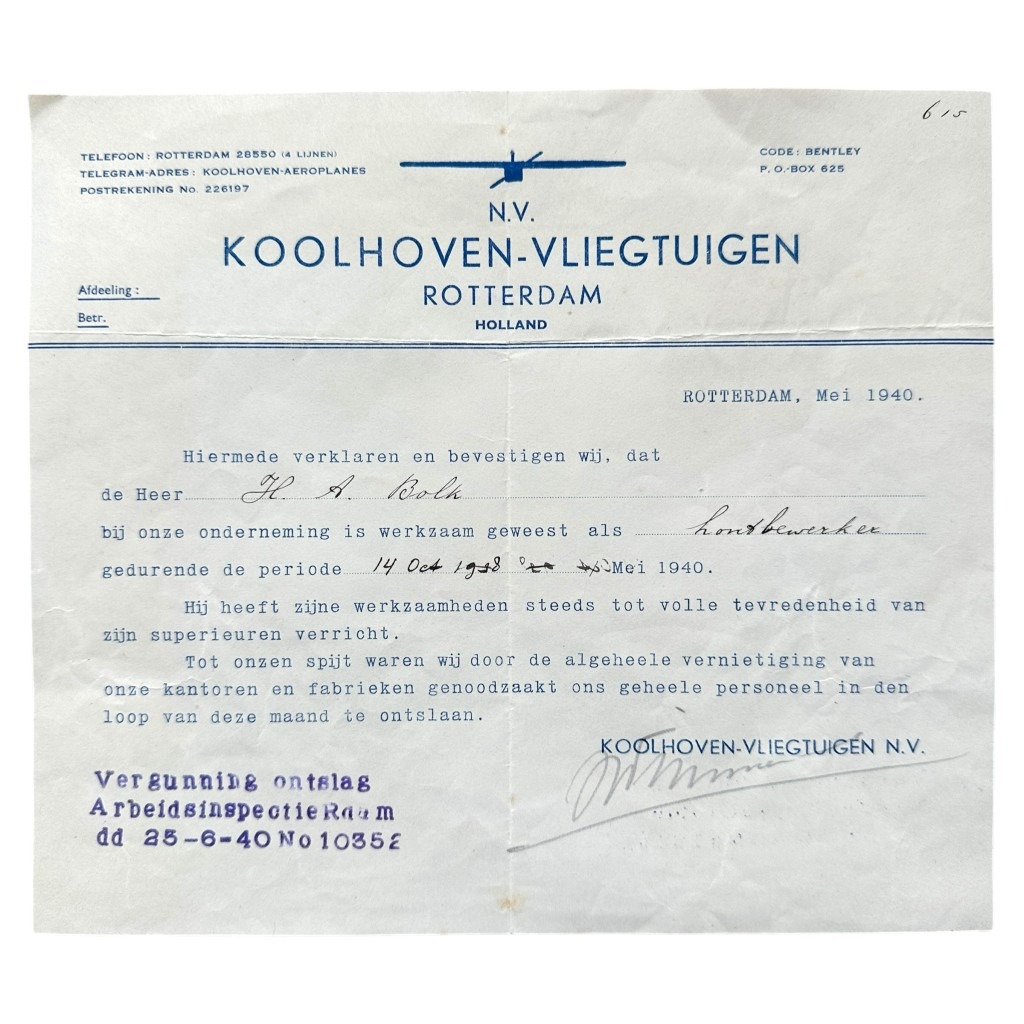 6 15
TELEFOON: ROTTERDAM 28550 (4 LIJNEN)
TELEGRAM-ADRES: KOOLHOVEN-AEROPLANES
POSTREKENING No. 226197
CODE: BENTLEY
P. O.-BOX 625
N.V.
KOOLHOVEN-VLIEGTUIGEN
ROTTERDAM
HOLLAND
Afdeeling:
Betr.
ROTTERDAM, Mei 1940.
Hiermede verklaren en bevestigen wij, dat
de Heer H. A. Bolk
bij onze onderneming is werkzaam geweest als houtbewerker
gedurende de periode 14 Oct 1938 Mei 1940.
Hij heeft zijne werkzaamheden steeds tot volle tevredenheid van
zijn superieuren verricht.
Tot onzen spijt waren wij door de algeheele vernietiging van
onze kantoren en fabrieken genoodzaakt ons geheele personeel in den
loop van deze maand te ontslaan.
KOOLHOVEN-VLIEGTUIGEN N.V.
Vergunning ontslag
Arbeidsinspectie Rdam
dd 25-6-40 No 10352